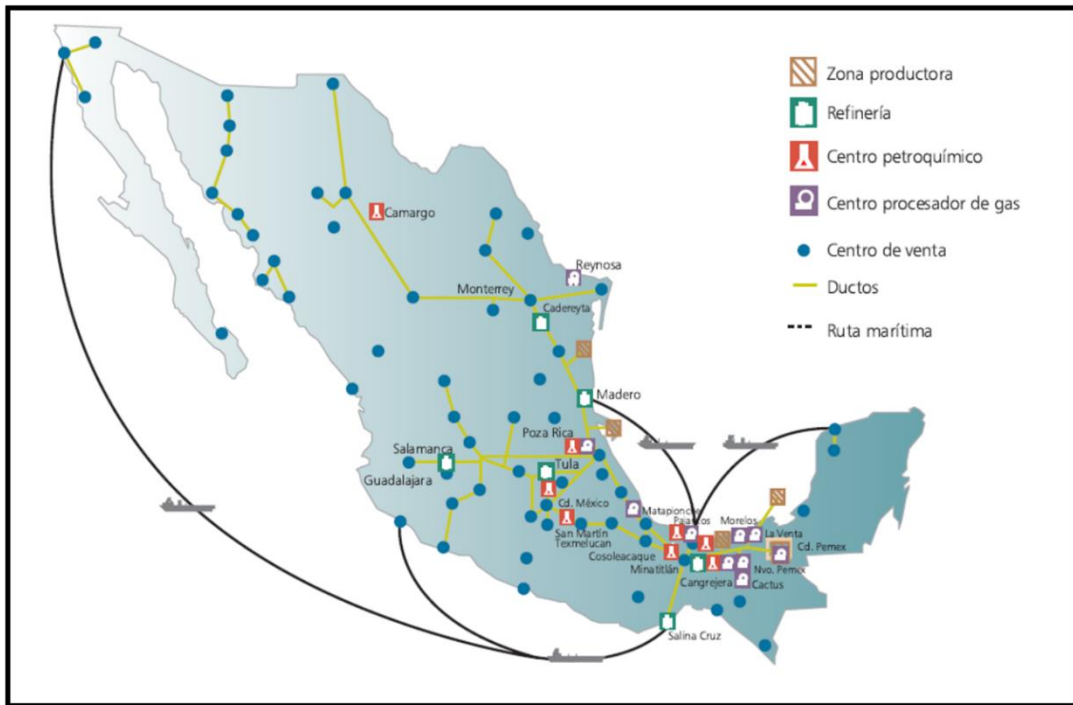 Zona productora
Refinería
Centro petroquímico
Centro procesador de gas
Centro de venta
Ductos
Ruta marítima
Camargo
Reynosa
Monterrey
Cadereyta
Madero
Poza Rica
Salamanca
Tula
Guadalajara
Cd. México
San Martín
Texmelucan
Matapionche
Pajaritos
Morelos
La Venta
Cosoleacaque
Cd. Pemex
Minatitlán
Nvo. Pemex
Cangrejera
Cactus
Salina Cruz